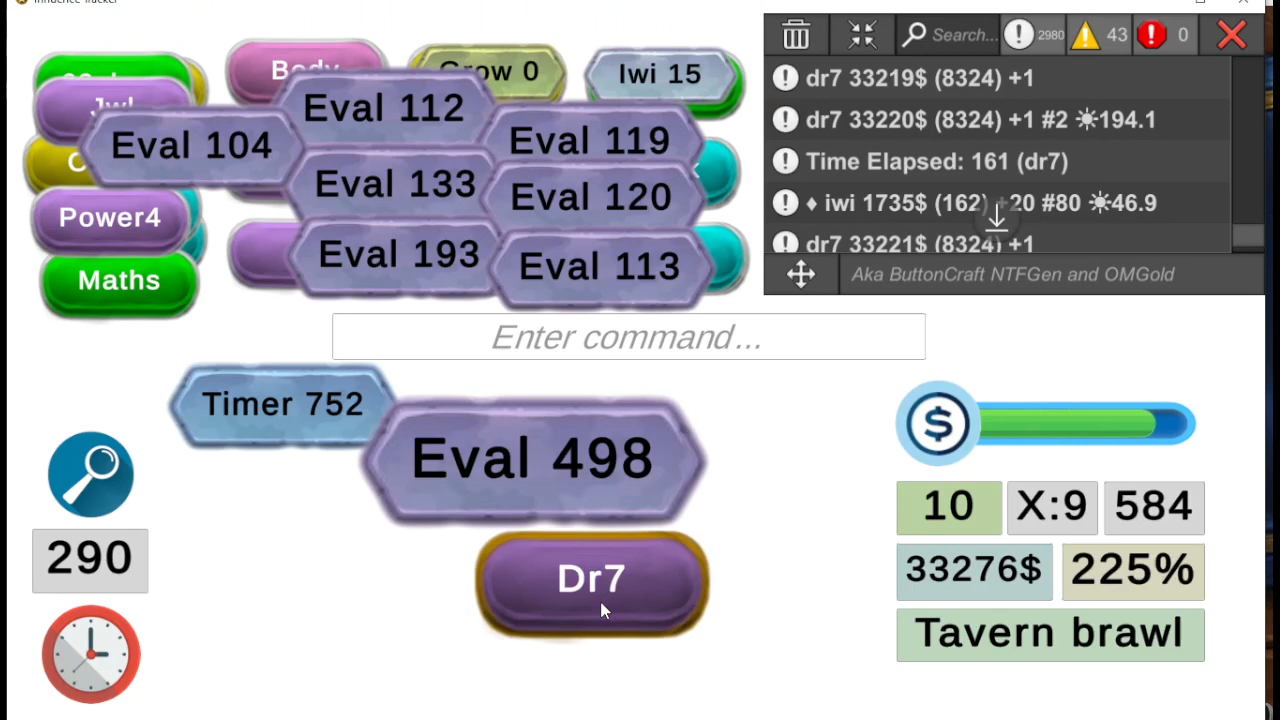 Influence Tracker
Body
Grow 0
Iwi 15
Jwl
Eval 112
Eval 104
Eval 119
Eval 133
Eval 120
Power4
Eval 193
Eval 113
Maths
Search...
2980
43
0
dr7 33219$ (8324) +1
dr7 33220$ (8324) +1 #2 ☀194.1
Time Elapsed: 161 (dr7)
♦ iwi 1735$ (162) +20 #80 ☀46.9
dr7 33221$ (8324) +1
Aka ButtonCraft NTFGen and OMGold
Enter command...
Timer 752
Eval 498
Dr7
290
$
10
X:9
584
33276$
225%
Tavern brawl